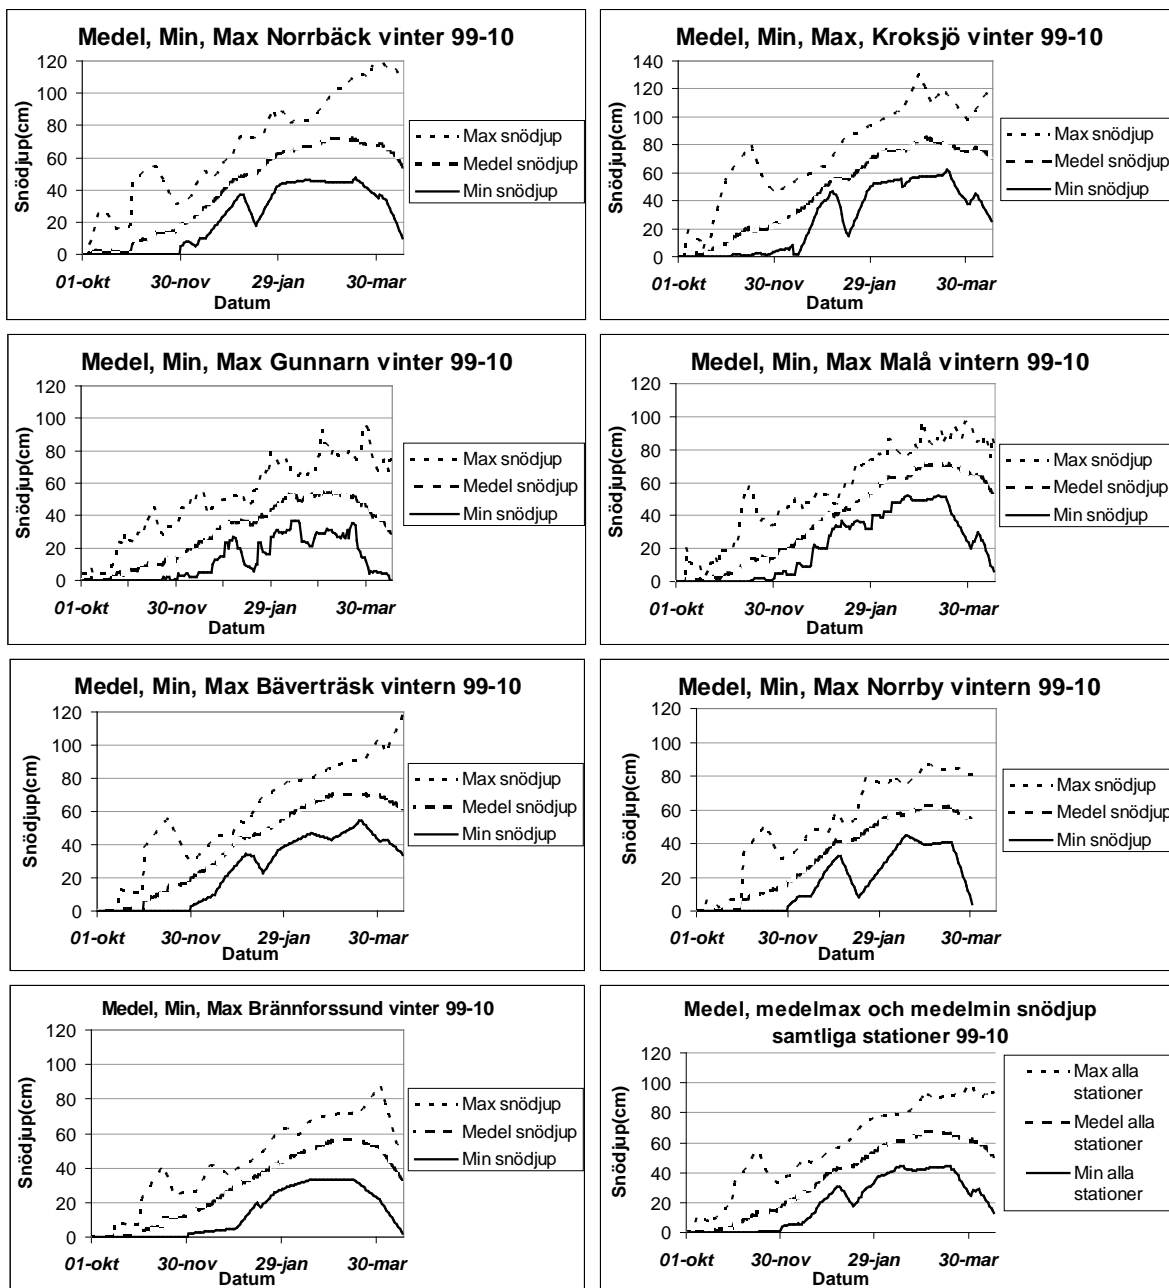 Medel, Min, Max Norrbäck vinter 99-10
Snödjup(cm)
120
100
80
60
40
20
0
01-okt 30-nov 29-jan 30-mar
Datum
Max snödjup
Medel snödjup
Min snödjup
Medel, Min, Max, Kroksjö vinter 99-10
Snödjup(cm)
140
120
100
80
60
40
20
0
01-okt 30-nov 29-jan 30-mar
Datum
Max snödjup
Medel snödjup
Min snödjup
Medel, Min, Max Gunnarn vinter 99-10
Snödjup(cm)
120
100
80
60
40
20
0
01-okt 30-nov 29-jan 30-mar
Datum
Max snödjup
Medel snödjup
Min snödjup
Medel, Min, Max Malå vintern 99-10
Snödjup(cm)
120
100
80
60
40
20
0
01-okt 30-nov 29-jan 30-mar
Datum
Max snödjup
Medel snödjup
Min snödjup
Medel, Min, Max Bäverträsk vintern 99-10
Snödjup(cm)
120
100
80
60
40
20
0
01-okt 30-nov 29-jan 30-mar
Datum
Max snödjup
Medel snödjup
Min snödjup
Medel, Min, Max Norrby vintern 99-10
Snödjup(cm)
120
100
80
60
40
20
0
01-okt 30-nov 29-jan 30-mar
Datum
Max snödjup
Medel snödjup
Min snödjup
Medel, Min, Max Brännforssund vinter 99-10
Snödjup(cm)
120
100
80
60
40
20
0
01-okt 30-nov 29-jan 30-mar
Datum
Max snödjup
Medel snödjup
Min snödjup
Medel, medelmax och medelmin snödjup
samtliga stationer 99-10
Snödjup(cm)
120
100
80
60
40
20
0
01-okt 30-nov 29-jan 30-mar
Datum
Max alla
stationer
Medel alla
stationer
Min alla
stationer